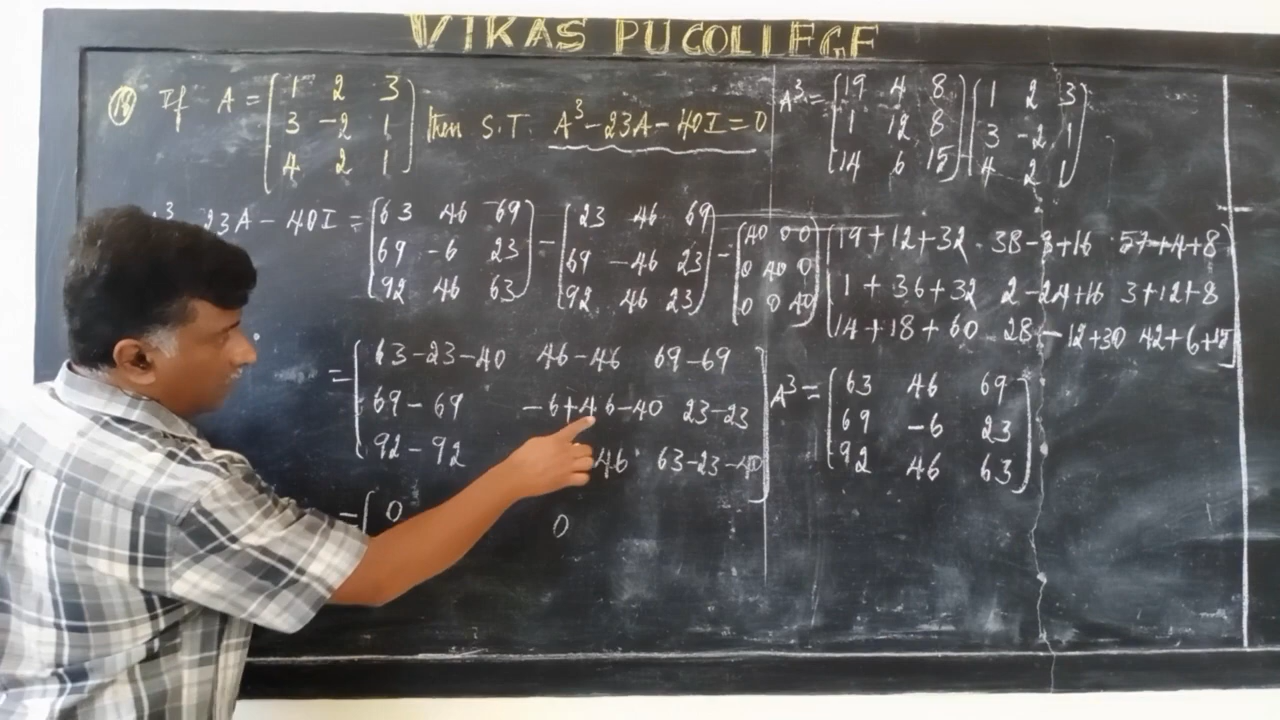 VIKAS PU COLLEGE
18 If A = [1 2 3
3 -2 1
4 2 1] then S.T. A³-23A-40I=0
³ 23A-40I = [63 46 69
69 -6 23
92 46 63] - [23 46 69
69 -46 23
92 46 23] - [40 0 0
0 40 0
0 0 40]
= [63-23-40 46-46 69-69
69-69 -6+46-40 23-23
92-92 46 63-23-40]
= [0 0
A³ = [19 4 8
1 12 8
14 6 15] [1 2 3
3 -2 1
4 2 1]
[19+12+32 38-8+16 57+4+8
1+36+32 2-24+16 3+12+8
14+18+60 28-12+30 42+6+15]
A³ = [63 46 69
69 -6 23
92 46 63]